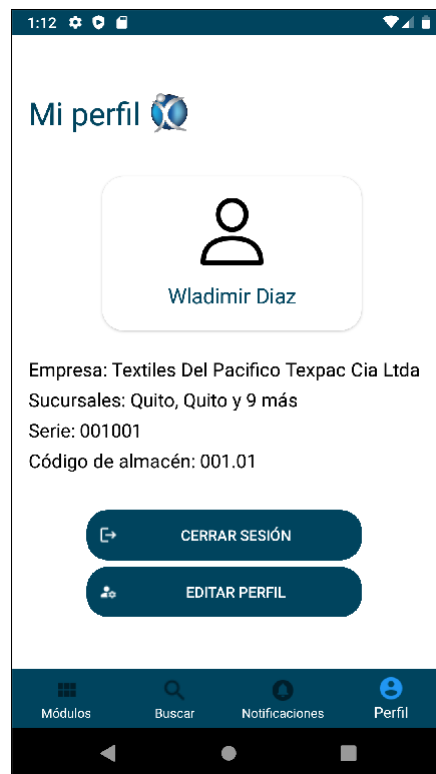 1:12
Mi perfil
Wladimir Diaz
Empresa: Textiles Del Pacifico Texpac Cia Ltda
Sucursales: Quito, Quito y 9 más
Serie: 001001
Código de almacén: 001.01
CERRAR SESIÓN
EDITAR PERFIL
Módulos Buscar Notificaciones Perfil